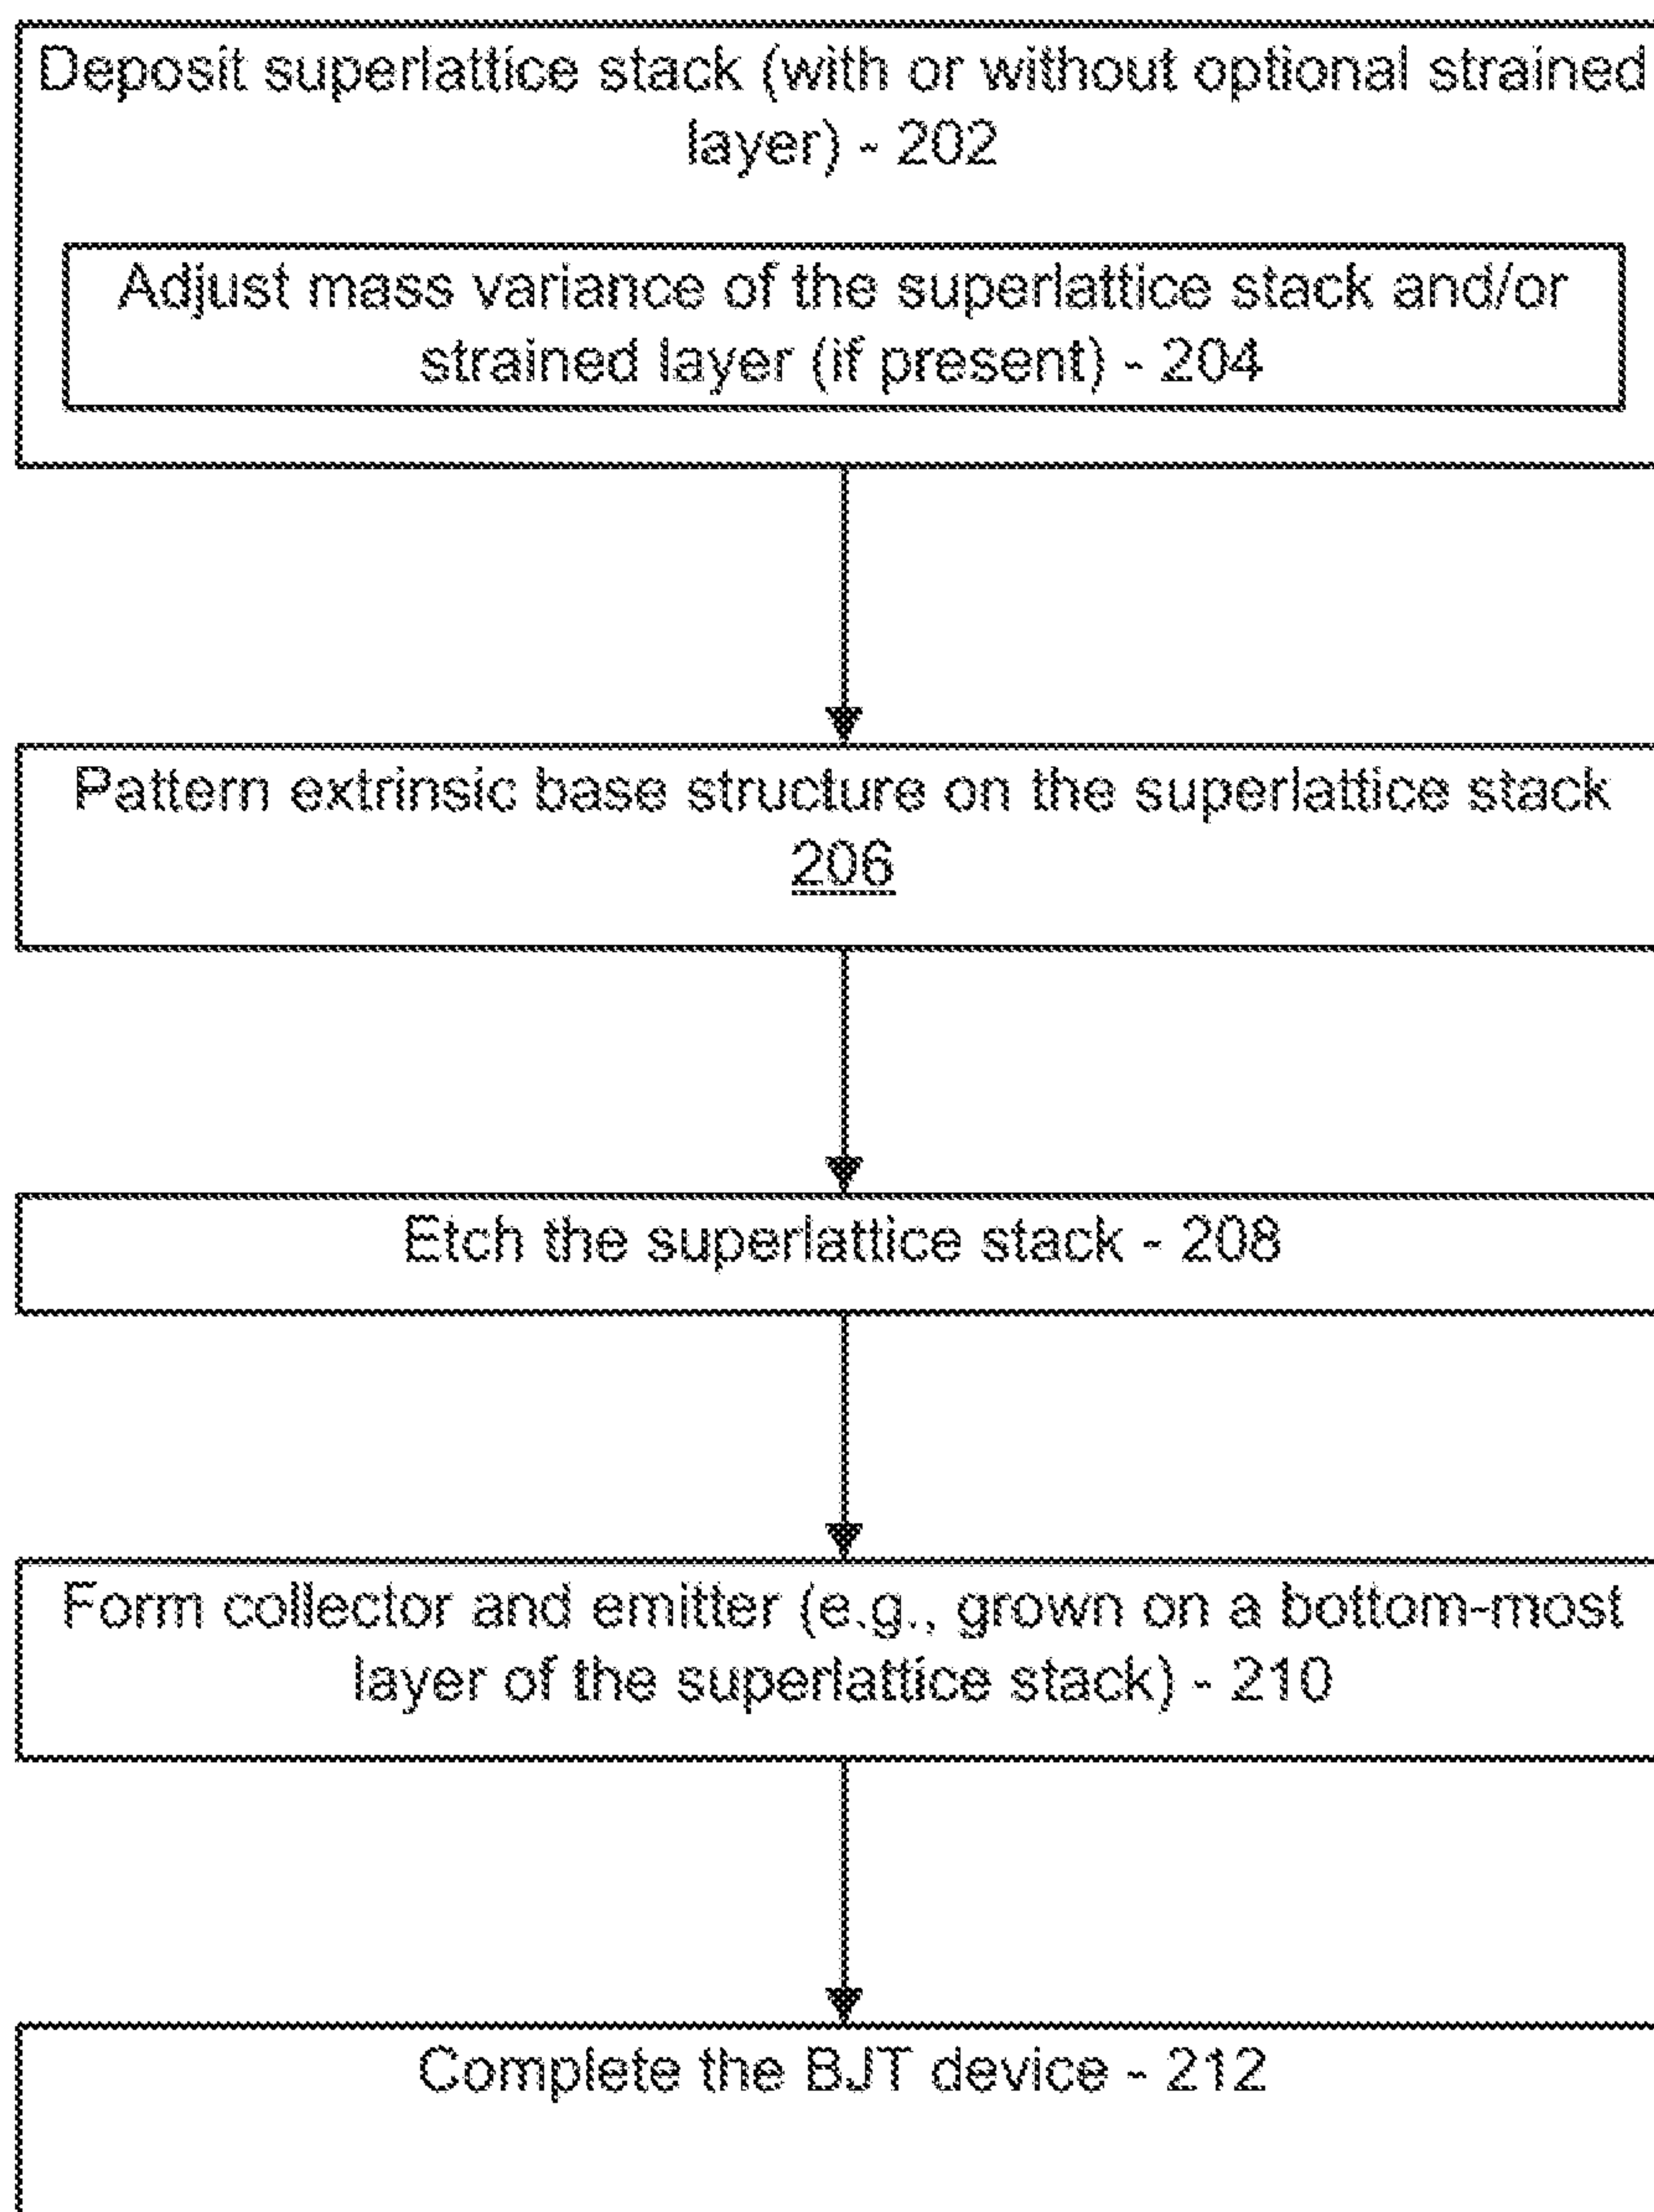 Deposit superlattice stack (with or without optional strained
layer) - 202
Adjust mass variance of the superlattice stack and/or
strained layer (if present) - 204
Pattern extrinsic base structure on the superlattice stack
206
Etch the superlattice stack - 208
Form collector and emitter (e.g., grown on a bottom-most
layer of the superlattice stack) - 210
Complete the BJT device - 212